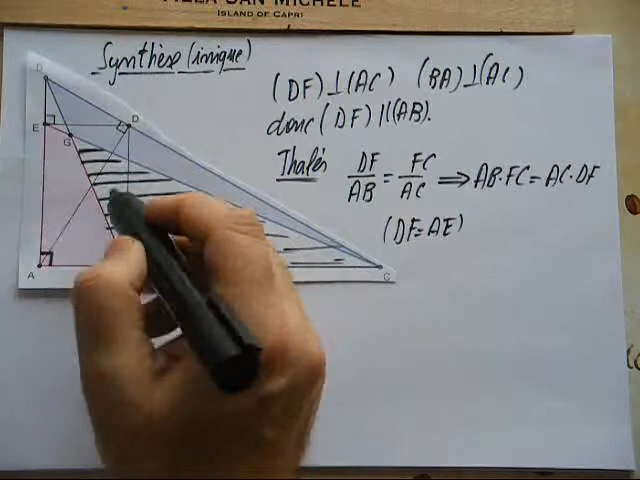 VILLA SAN MICHELE
ISLAND OF CAPRI
Synthèse (unique)
(DF)⊥(AC) (BA)⊥(AC)
donc (DF)//(AB).
Thalès DF/AB = FC/AC ⟹ AB·FC = AC·DF
(DF=AE)
E
D
G
A
C